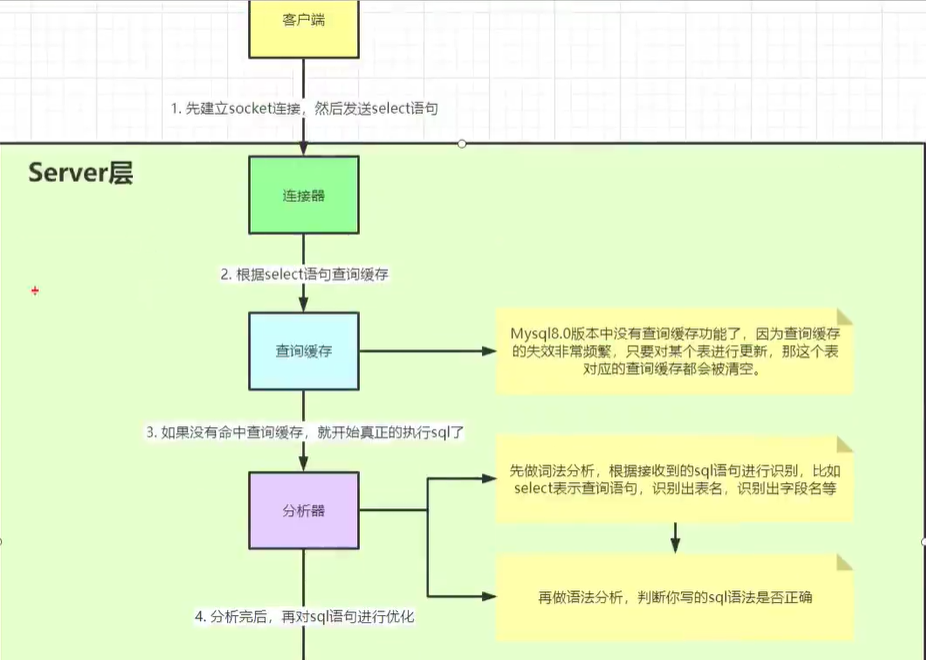 客户端
1. 先建立socket连接，然后发送select语句
Server层
连接器
2. 根据select语句查询缓存
查询缓存
Mysql8.0版本中没有查询缓存功能了，因为查询缓存
的失效非常频繁，只要对某个表进行更新，那这个表
对应的查询缓存都会被清空。
3. 如果没有命中查询缓存，就开始真正的执行sql了
分析器
先做词法分析，根据接收到的sql语句进行识别，比如
select表示查询语句，识别出表名，识别出字段名等
再做语法分析，判断你写的sql语法是否正确
4. 分析完后，再对sql语句进行优化